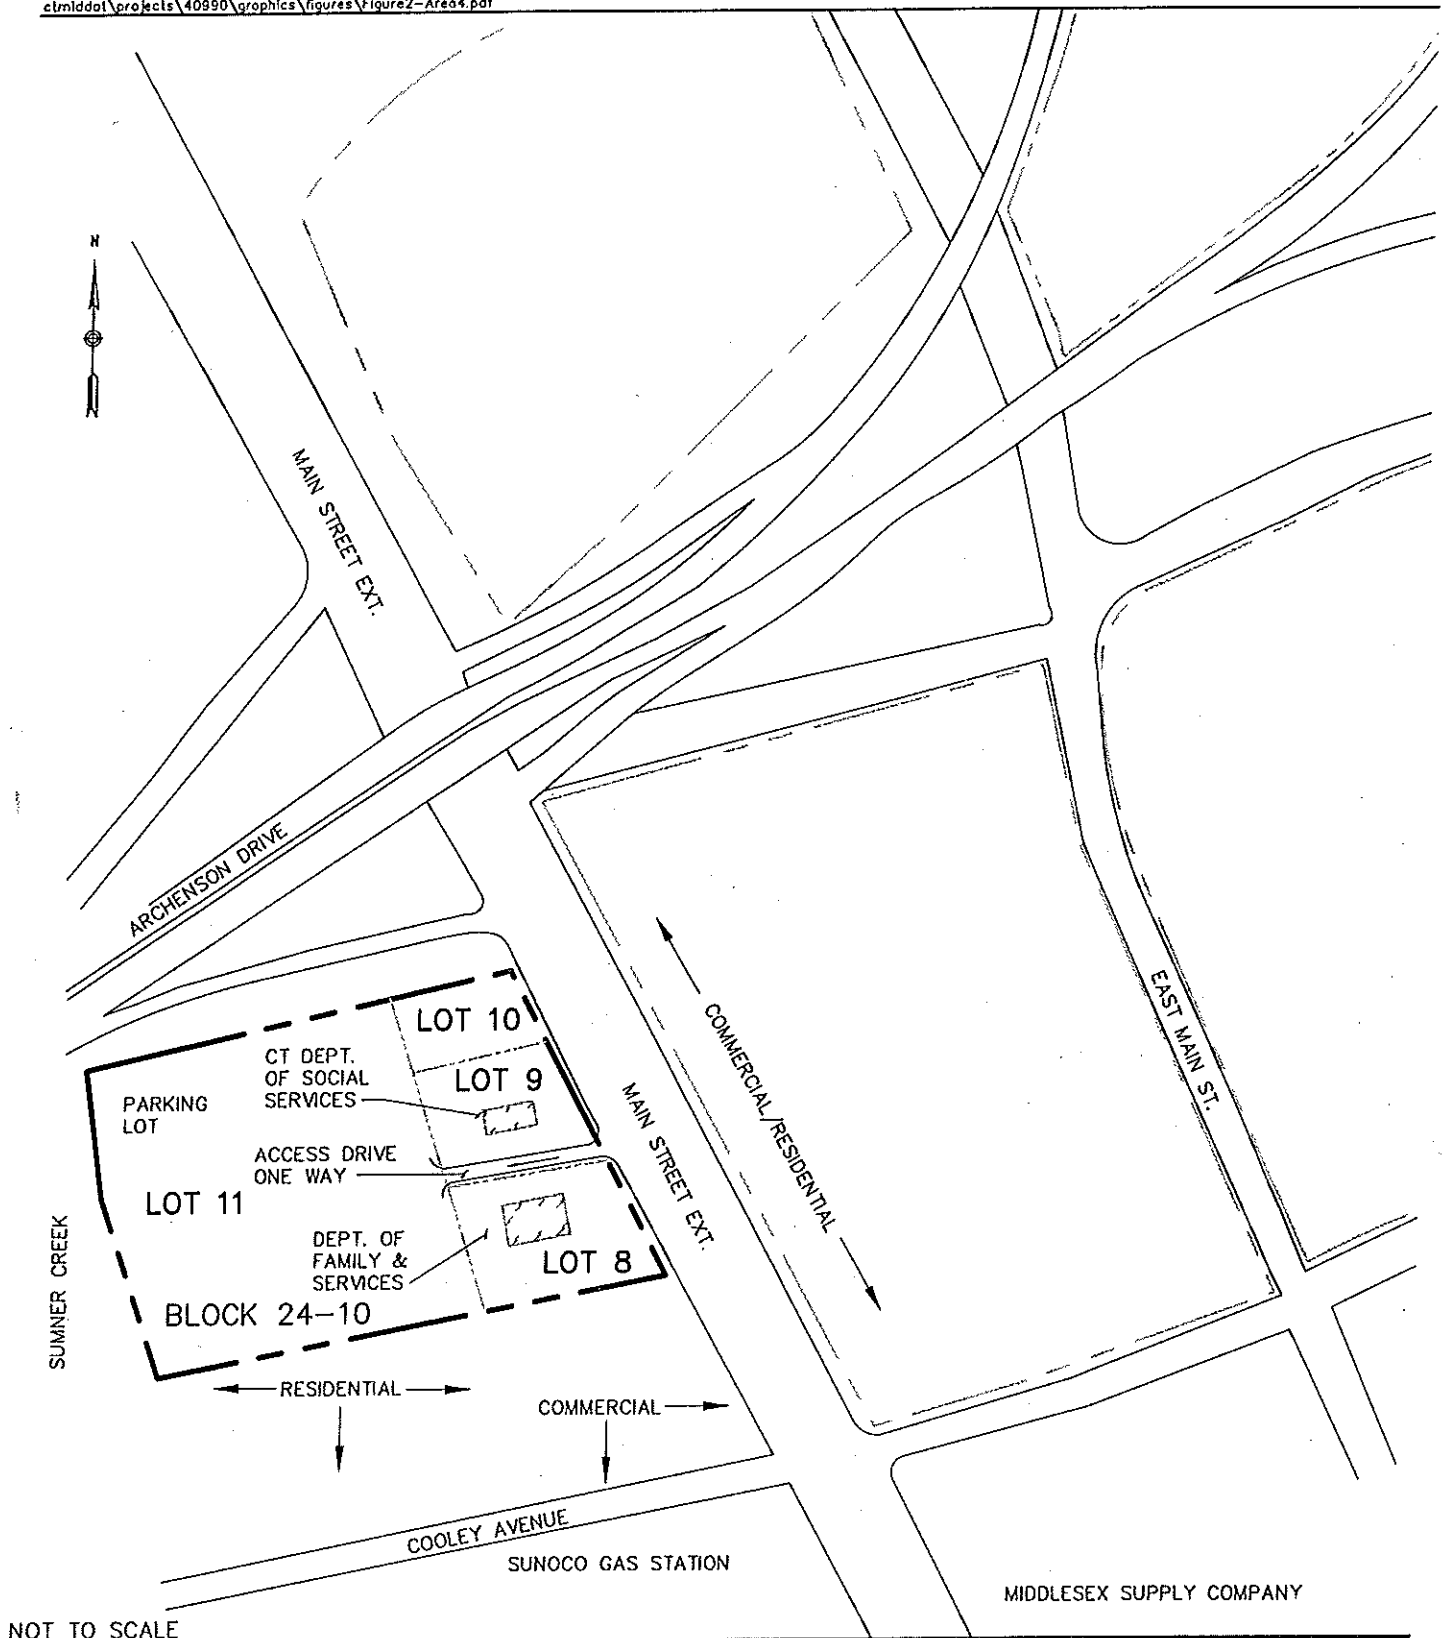 ctmiddot\projects\40990\graphics\figures\Figure2-Area4.pdf
N
MAIN STREET EXT.
ARCHENSON DRIVE
LOT 10
CT DEPT.
OF SOCIAL
SERVICES
LOT 9
PARKING
LOT
ACCESS DRIVE
ONE WAY
LOT 11
DEPT. OF
FAMILY &
SERVICES
LOT 8
BLOCK 24-10
SUMNER CREEK
MAIN STREET EXT.
COMMERCIAL/RESIDENTIAL
EAST MAIN ST.
RESIDENTIAL
COMMERCIAL
COOLEY AVENUE
SUNOCO GAS STATION
MIDDLESEX SUPPLY COMPANY
NOT TO SCALE